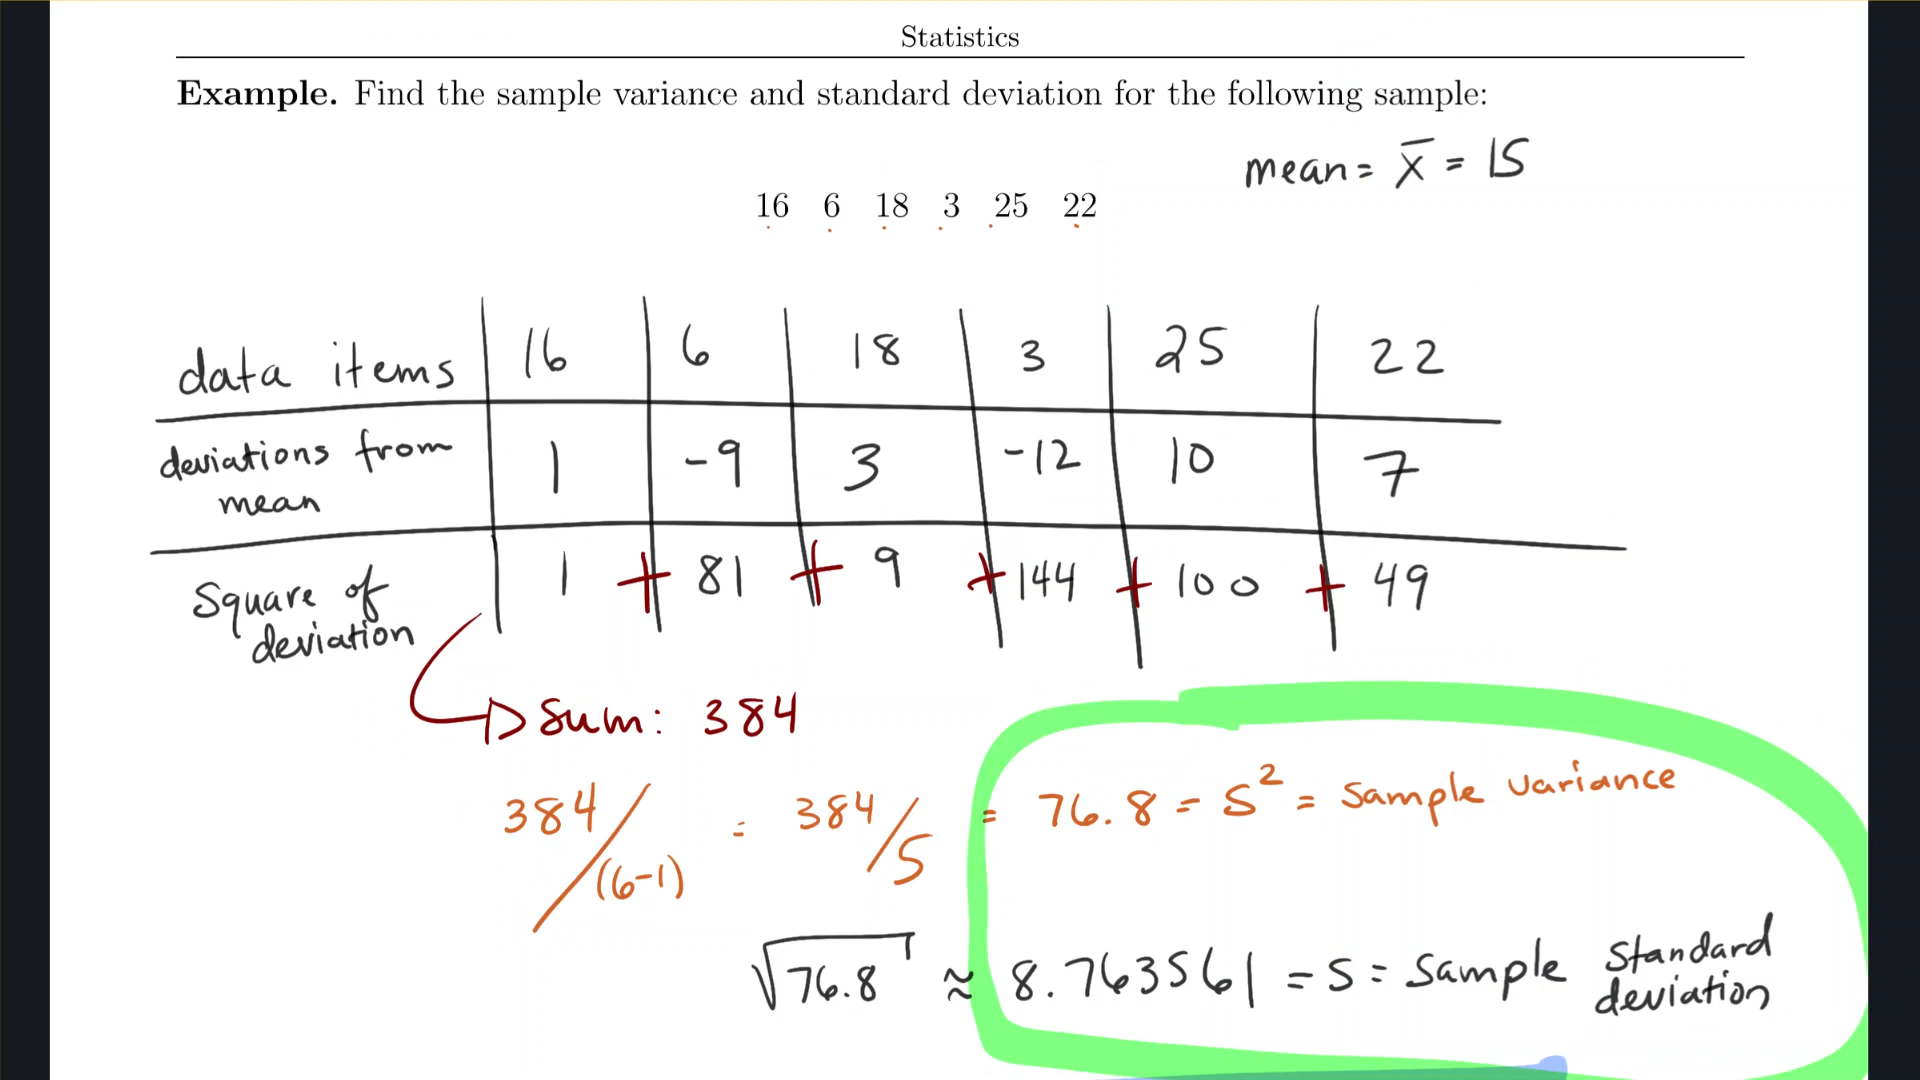 Statistics
Example. Find the sample variance and standard deviation for the following sample:
mean = x̄ = 15
16 6 18 3 25 22
data items 16 6 18 3 25 22
deviations from mean 1 -9 3 -12 10 7
Square of deviation 1 + 81 + 9 + 144 + 100 + 49
sum: 384
384/(6-1) = 384/5 = 76.8 = S² = Sample variance
√76.8 ≈ 8.763561 = S = Sample standard deviation